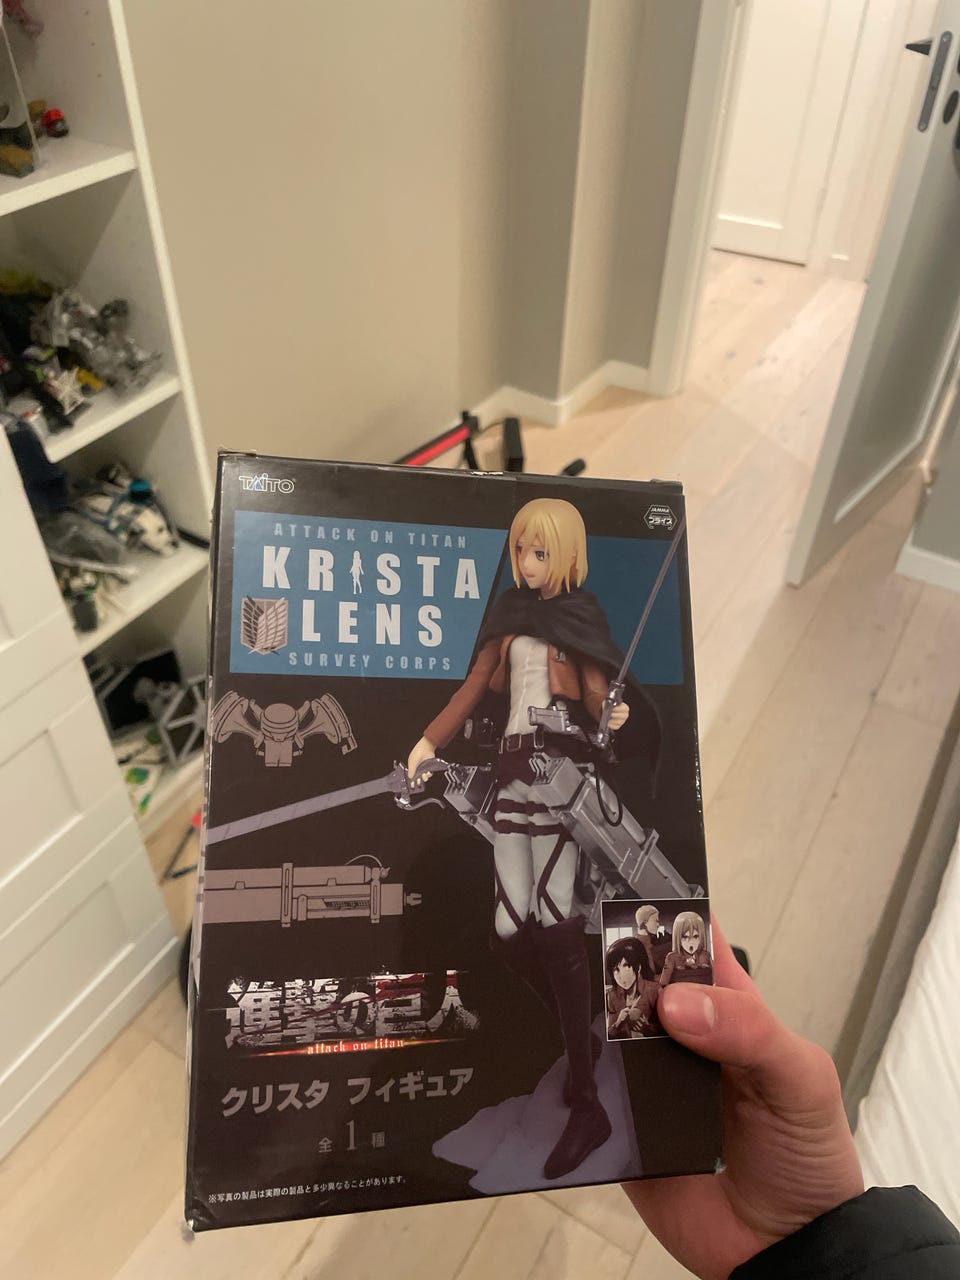 TAITO
JAMMA
プライズ
ATTACK ON TITAN
KRISTA
LENS
SURVEY CORPS
進撃の巨人
attack on titan
クリスタ フィギュア
全1種
※写真の製品は実際の製品と多少異なることがあります。